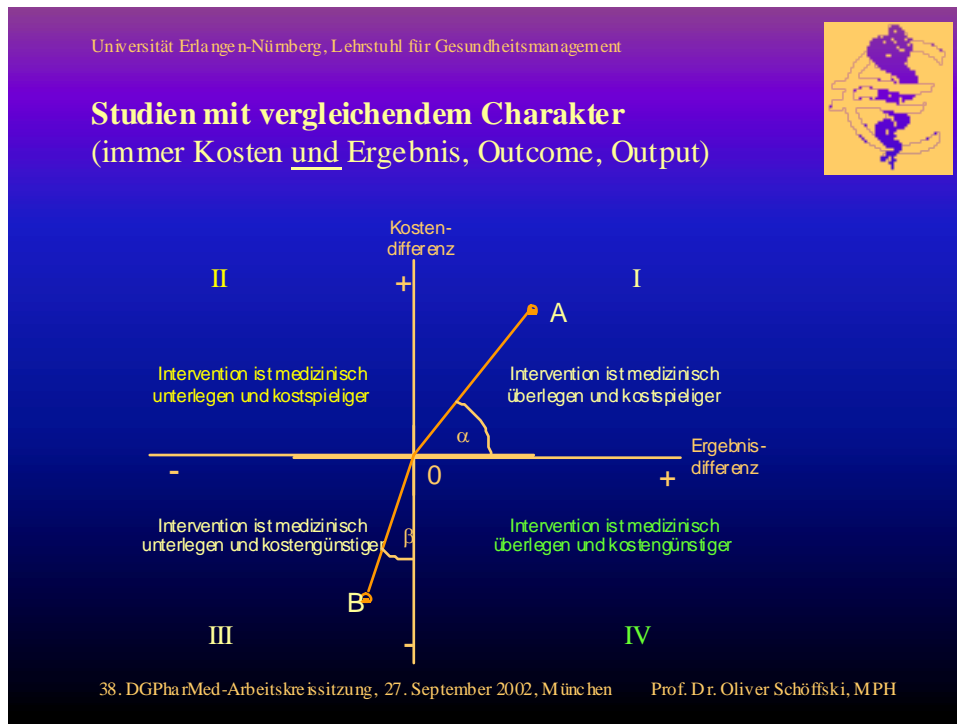 Universität Erlangen-Nürnberg, Lehrstuhl für Gesundheitsmanagement
Studien mit vergleichendem Charakter
(immer Kosten und Ergebnis, Outcome, Output)
Kosten-
differenz
II
+
I
A
Intervention ist medizinisch
unterlegen und kostspieliger
Intervention ist medizinisch
überlegen und kostspieliger
α
Ergebnis-
differenz
-
0
+
Intervention ist medizinisch
unterlegen und kostengünstiger
β
Intervention ist medizinisch
überlegen und kostengünstiger
B
III
-
IV
38. DGPharMed-Arbeitskreissitzung, 27. September 2002, München
Prof. Dr. Oliver Schöffski, MPH